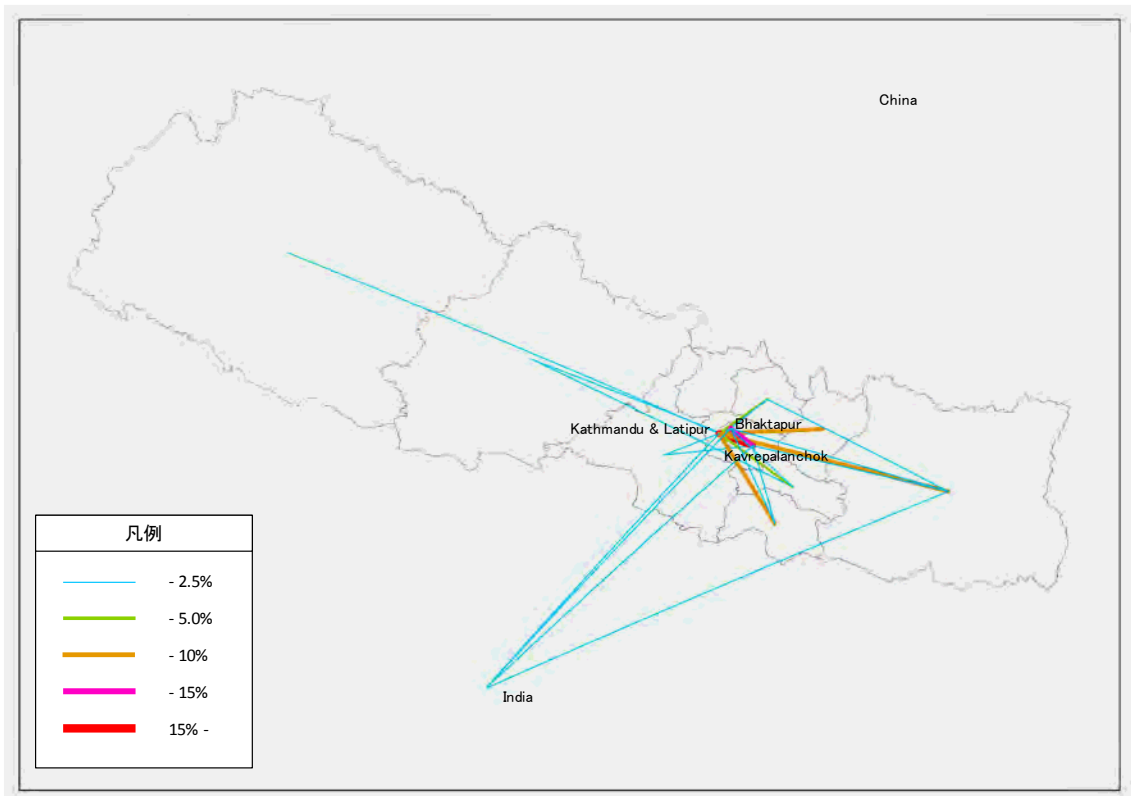 China
Kathmandu & Latipur
Bhaktapur
Kavrepalanchok
India
凡例
- 2.5%
- 5.0%
- 10%
- 15%
15% -